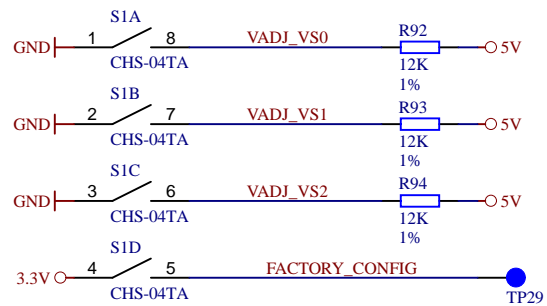 S1A
GND 1 8 VADJ_VS0 R92 5V
CHS-04TA 12K
1%
S1B
GND 2 7 VADJ_VS1 R93 5V
CHS-04TA 12K
1%
S1C
GND 3 6 VADJ_VS2 R94 5V
CHS-04TA 12K
1%
S1D
3.3V 4 5 FACTORY_CONFIG
CHS-04TA TP29